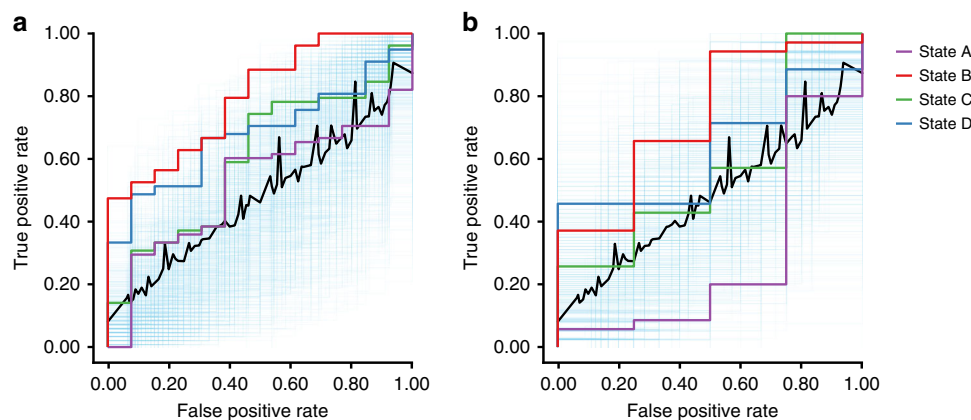 a
1.00
0.80
0.60
0.40
0.20
0.00
True positive rate
0.00 0.20 0.40 0.60 0.80 1.00
False positive rate
b
1.00
0.80
0.60
0.40
0.20
0.00
True positive rate
0.00 0.20 0.40 0.60 0.80 1.00
False positive rate
State A
State B
State C
State D